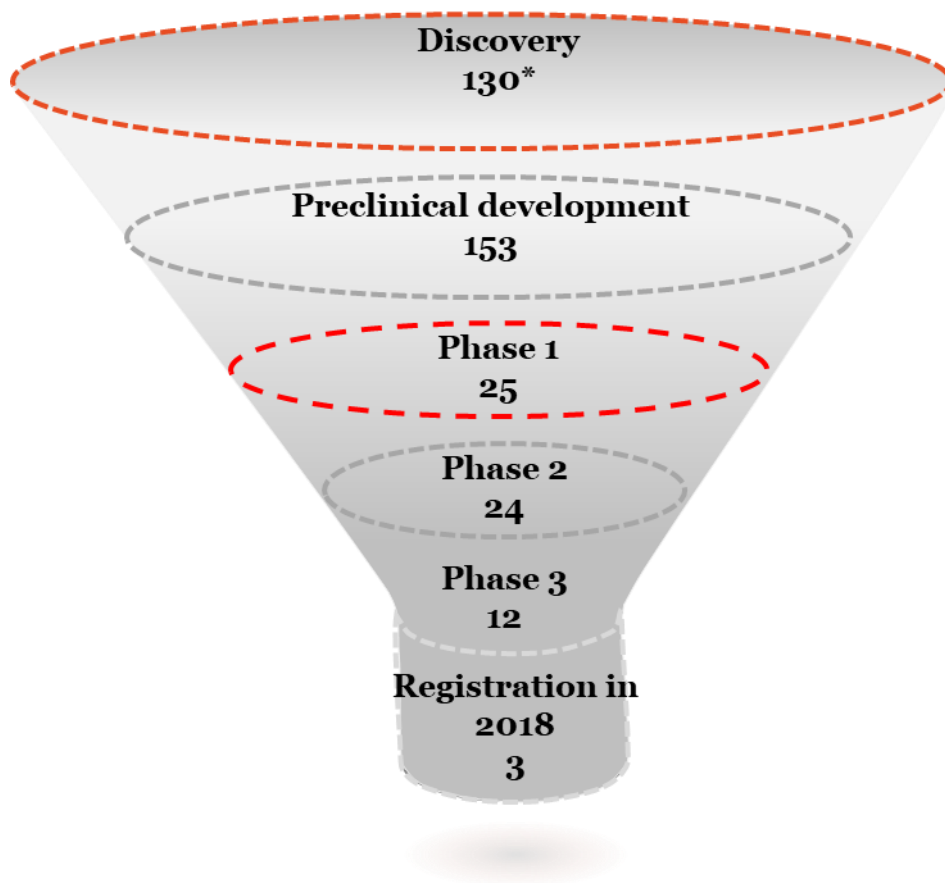 Discovery
130*
Preclinical development
153
Phase 1
25
Phase 2
24
Phase 3
12
Registration in
2018
3